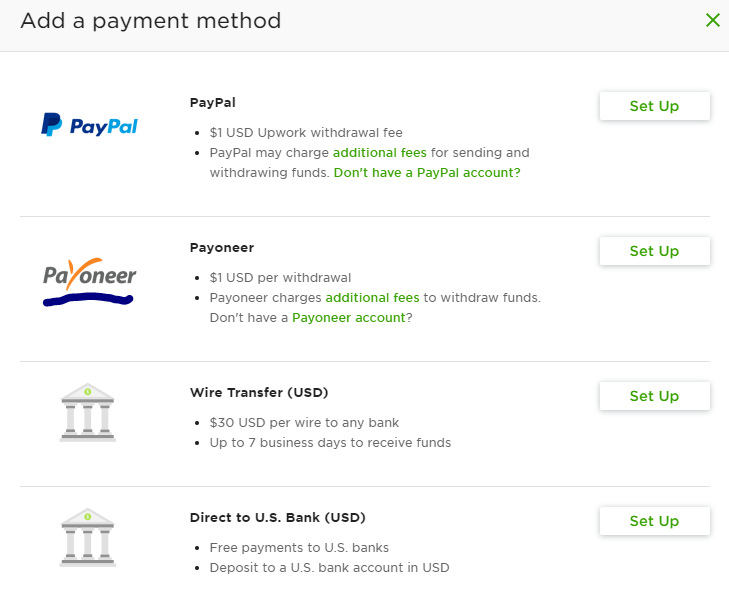 Add a payment method
PayPal
PayPal
Set Up
$1 USD Upwork withdrawal fee
PayPal may charge additional fees for sending and
withdrawing funds. Don't have a PayPal account?
Payoneer
Payoneer
Set Up
$1 USD per withdrawal
Payoneer charges additional fees to withdraw funds.
Don't have a Payoneer account?
Wire Transfer (USD)
Set Up
$30 USD per wire to any bank
Up to 7 business days to receive funds
Direct to U.S. Bank (USD)
Set Up
Free payments to U.S. banks
Deposit to a U.S. bank account in USD